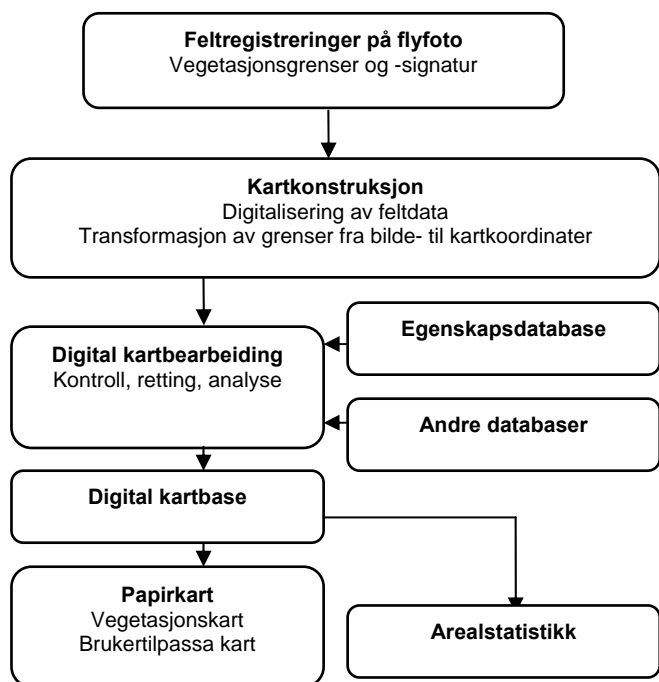 Feltregistreringer på flyfoto
Vegetasjonsgrenser og -signatur
Kartkonstruksjon
Digitalisering av feltdata
Transformasjon av grenser fra bilde- til kartkoordinater
Digital kartbearbeiding
Kontroll, retting, analyse
Egenskapsdatabase
Andre databaser
Digital kartbase
Papirkart
Vegetasjonskart
Brukertilpassa kart
Arealstatistikk